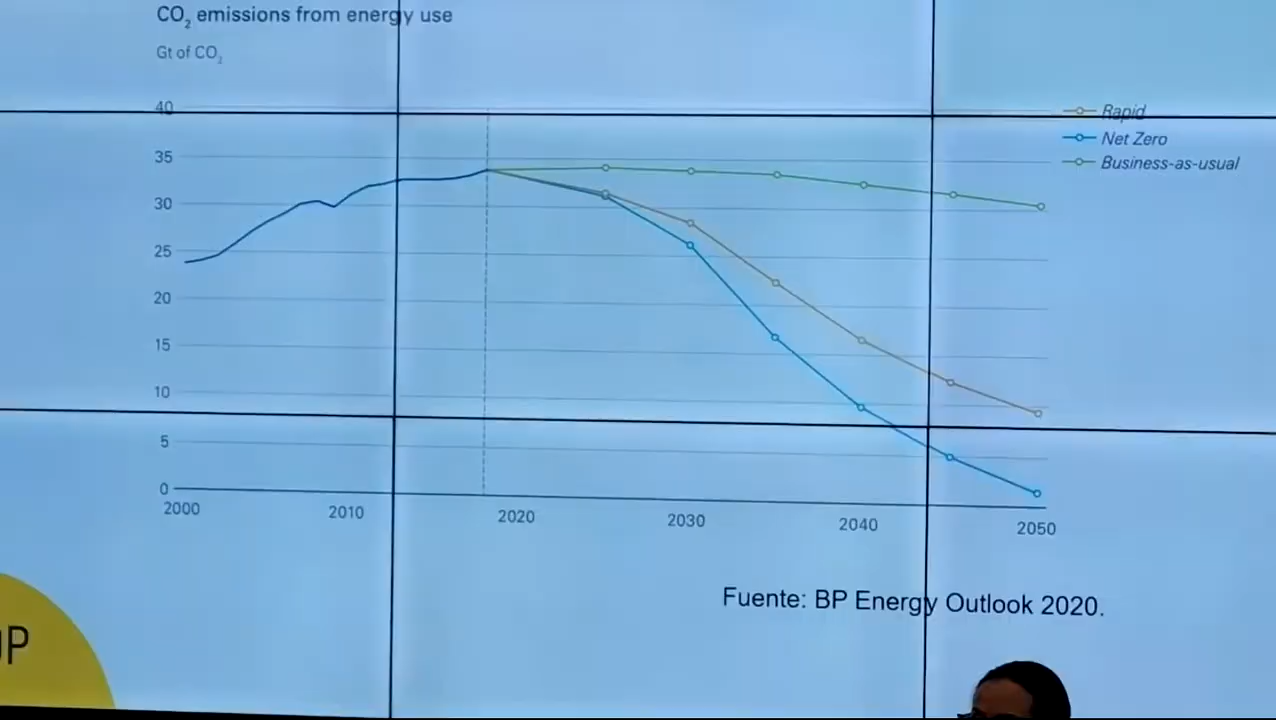 CO₂ emissions from energy use
Gt of CO₂
40
35
30
25
20
15
10
5
0
2000 2010 2020 2030 2040 2050
Rapid
Net Zero
Business-as-usual
Fuente: BP Energy Outlook 2020.